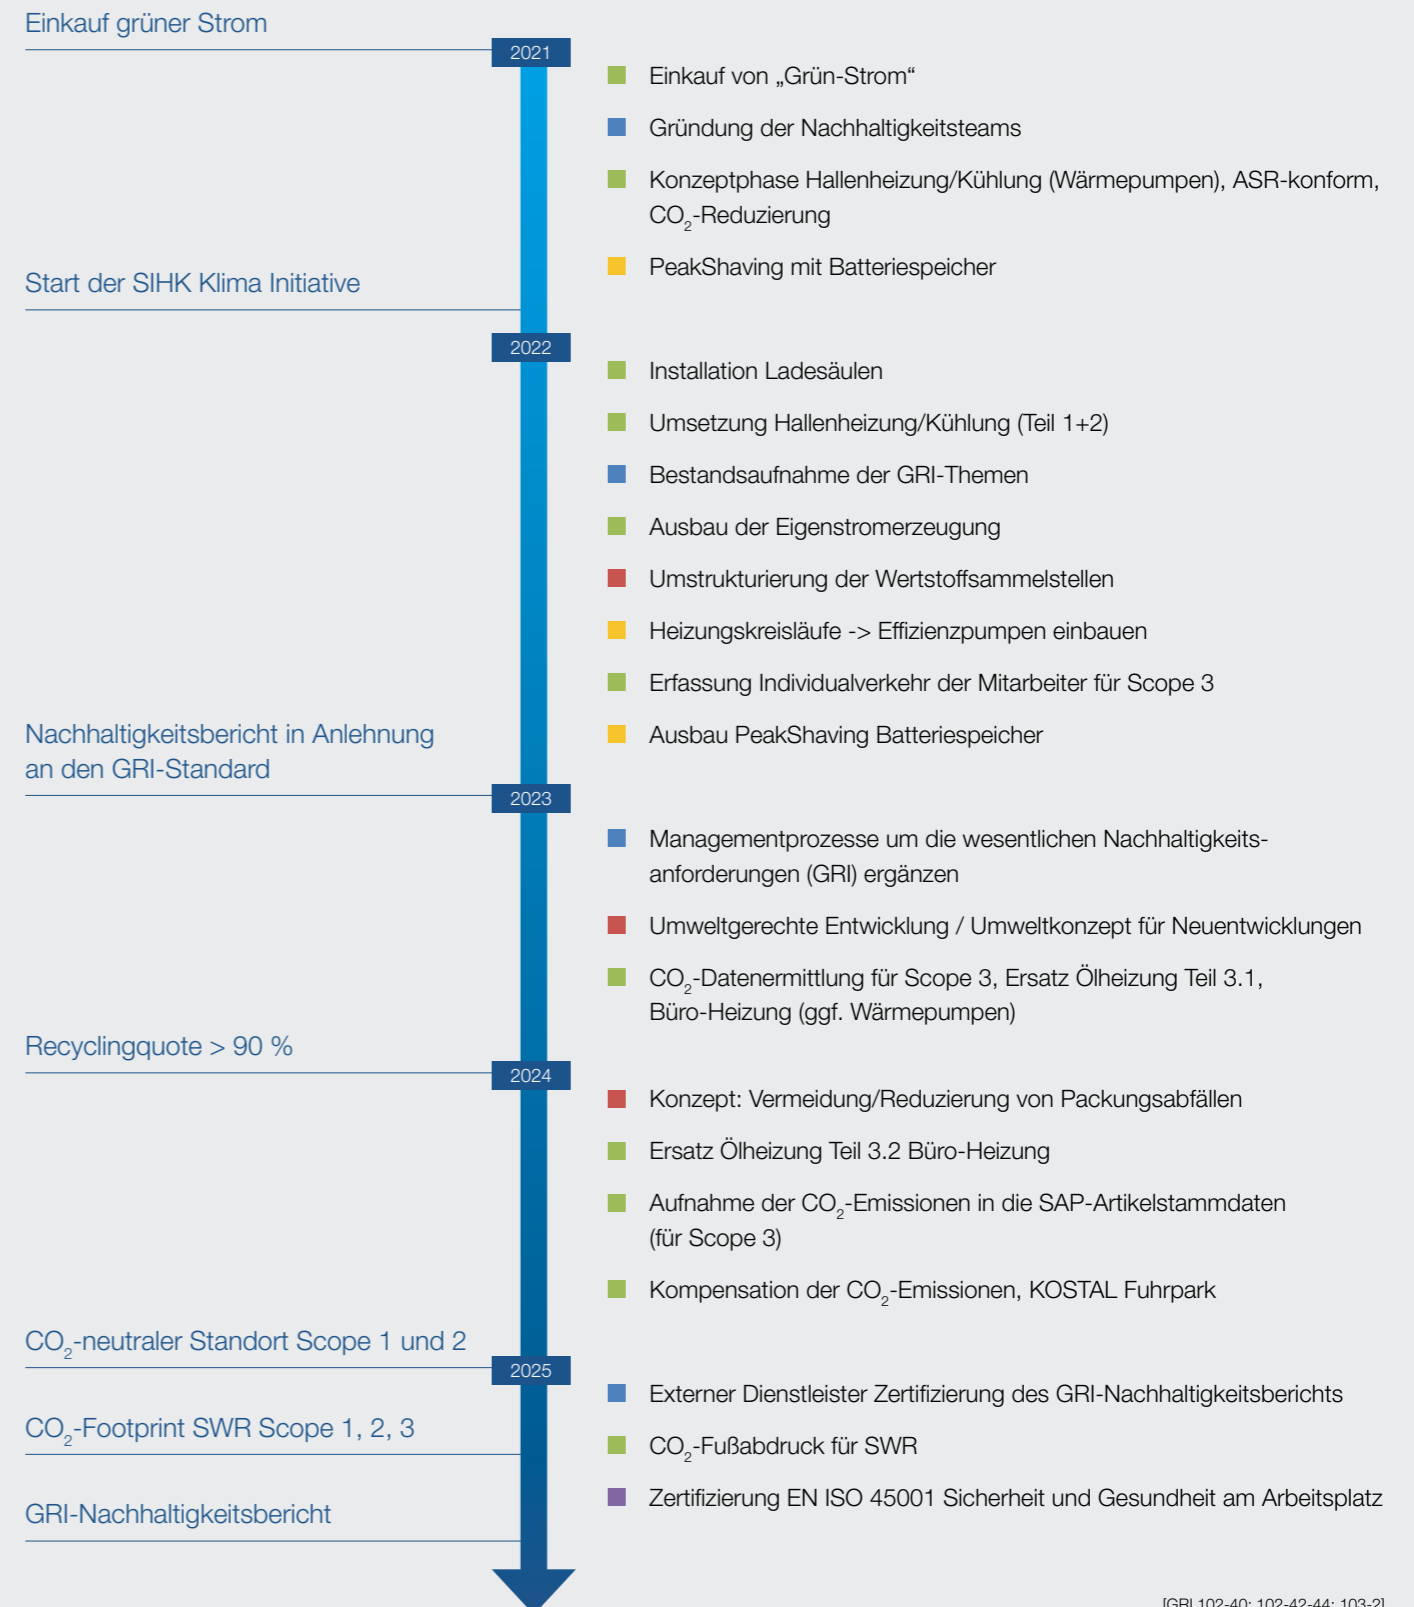 Einkauf grüner Strom
2021
Einkauf von „Grün-Strom“
Gründung der Nachhaltigkeitsteams
Konzeptphase Hallenheizung/Kühlung (Wärmepumpen), ASR-konform,
CO₂-Reduzierung
PeakShaving mit Batteriespeicher
Start der SIHK Klima Initiative
2022
Installation Ladesäulen
Umsetzung Hallenheizung/Kühlung (Teil 1+2)
Bestandsaufnahme der GRI-Themen
Ausbau der Eigenstromerzeugung
Umstrukturierung der Wertstoffsammelstellen
Heizungskreisläufe -> Effizienzpumpen einbauen
Erfassung Individualverkehr der Mitarbeiter für Scope 3
Ausbau PeakShaving Batteriespeicher
Nachhaltigkeitsbericht in Anlehnung
an den GRI-Standard
2023
Managementprozesse um die wesentlichen Nachhaltigkeits-
anforderungen (GRI) ergänzen
Umweltgerechte Entwicklung / Umweltkonzept für Neuentwicklungen
CO₂-Datenermittlung für Scope 3, Ersatz Ölheizung Teil 3.1,
Büro-Heizung (ggf. Wärmepumpen)
Recyclingquote > 90 %
2024
Konzept: Vermeidung/Reduzierung von Packungsabfällen
Ersatz Ölheizung Teil 3.2 Büro-Heizung
Aufnahme der CO₂-Emissionen in die SAP-Artikelstammdaten
(für Scope 3)
Kompensation der CO₂-Emissionen, KOSTAL Fuhrpark
CO₂-neutraler Standort Scope 1 und 2
2025
Externer Dienstleister Zertifizierung des GRI-Nachhaltigkeitsberichts
CO₂-Footprint SWR Scope 1, 2, 3
CO₂-Fußabdruck für SWR
Zertifizierung EN ISO 45001 Sicherheit und Gesundheit am Arbeitsplatz
GRI-Nachhaltigkeitsbericht
[GRI 102-40; 102-42-44; 103-2]